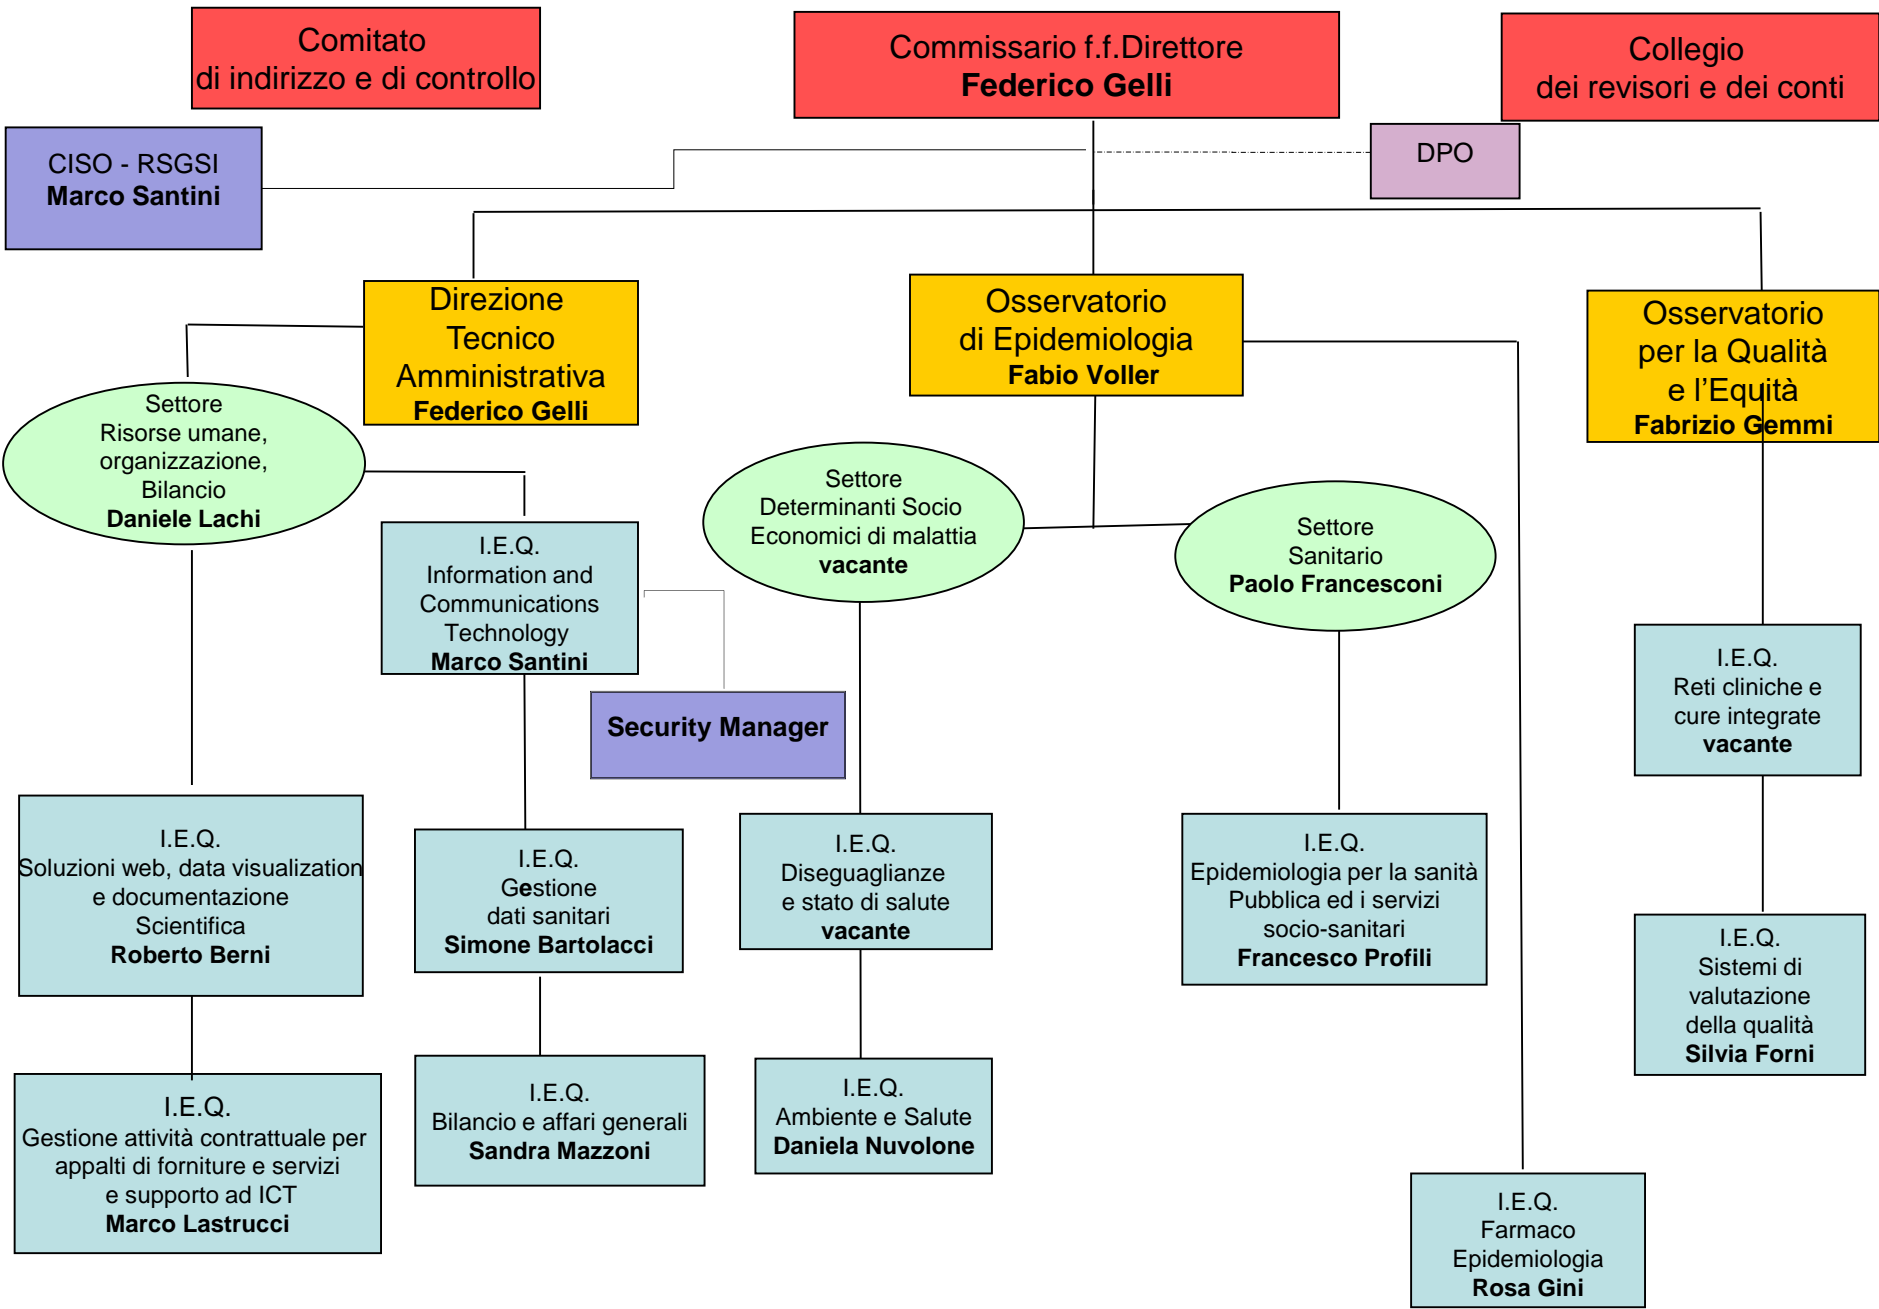 Comitato
di indirizzo e di controllo
Commissario f.f.Direttore
Federico Gelli
Collegio
dei revisori e dei conti
CISO - RSGSI
Marco Santini
DPO
Direzione
Tecnico
Amministrativa
Federico Gelli
Osservatorio
di Epidemiologia
Fabio Voller
Osservatorio
per la Qualità
e l’Equità
Fabrizio Gemmi
Settore
Risorse umane,
organizzazione,
Bilancio
Daniele Lachi
I.E.Q.
Information and
Communications
Technology
Marco Santini
Settore
Determinanti Socio
Economici di malattia
vacante
Settore
Sanitario
Paolo Francesconi
I.E.Q.
Reti cliniche e
cure integrate
vacante
Security Manager
I.E.Q.
Soluzioni web, data visualization
e documentazione
Scientifica
Roberto Berni
I.E.Q.
Gestione
dati sanitari
Simone Bartolacci
I.E.Q.
Diseguaglianze
e stato di salute
vacante
I.E.Q.
Epidemiologia per la sanità
Pubblica ed i servizi
socio-sanitari
Francesco Profili
I.E.Q.
Sistemi di
valutazione
della qualità
Silvia Forni
I.E.Q.
Gestione attività contrattuale per
appalti di forniture e servizi
e supporto ad ICT
Marco Lastrucci
I.E.Q.
Bilancio e affari generali
Sandra Mazzoni
I.E.Q.
Ambiente e Salute
Daniela Nuvolone
I.E.Q.
Farmaco
Epidemiologia
Rosa Gini